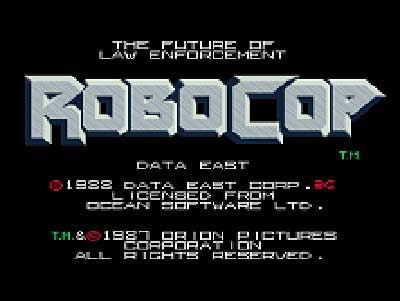 THE FUTURE OF
LAW ENFORCEMENT
ROBOCOP
T.M.
DATA EAST
©1988 DATA EAST CORP.
LICENSED FROM
OCEAN SOFTWARE LTD.
T.M.&©1987 ORION PICTURES
CORPORATION
ALL RIGHTS RESERVED.